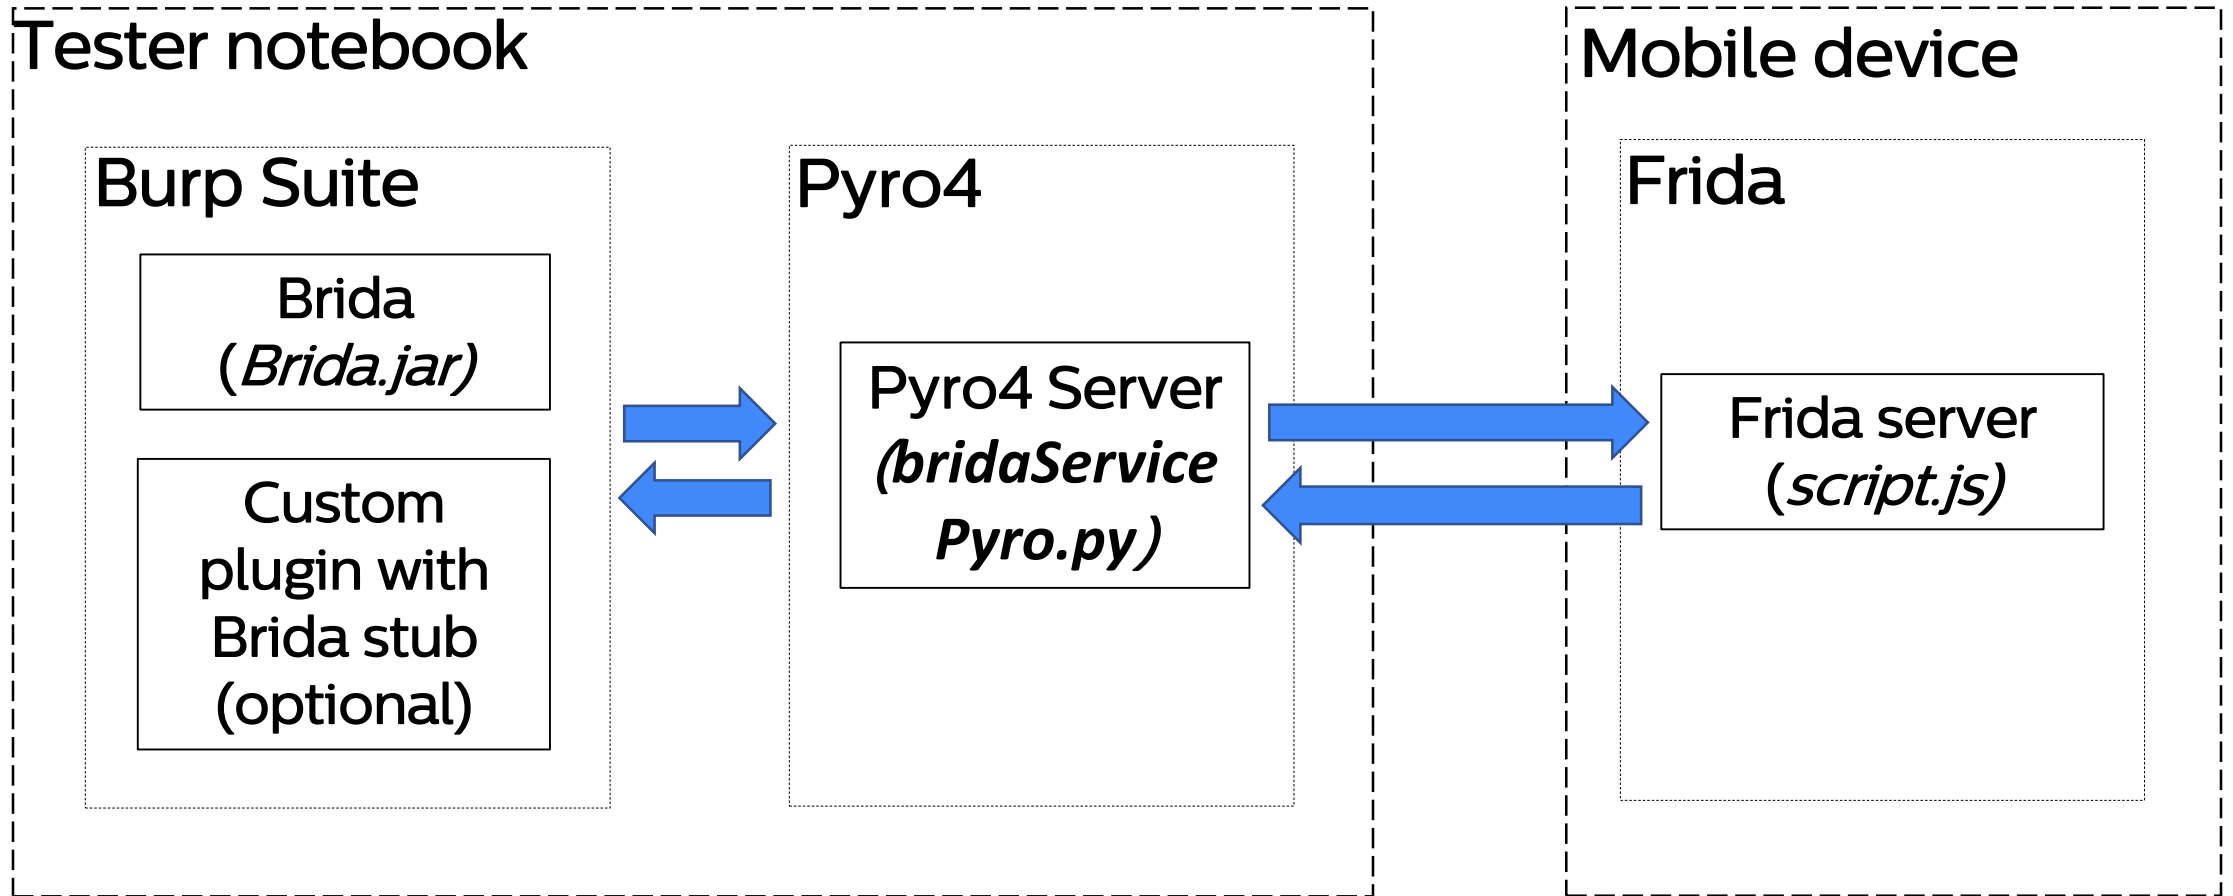 Tester notebook
Mobile device
Burp Suite
Pyro4
Frida
Brida
(Brida.jar)
Custom
plugin with
Brida stub
(optional)
Pyro4 Server
(bridaService
Pyro.py)
Frida server
(script.js)